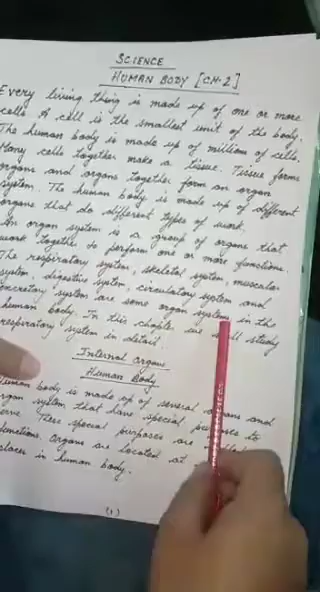 SCIENCE
HUMAN BODY [CH-2]
Every living thing is made up of one or more
cells. A cell is the smallest unit of the body.
The human body is made up of millions of cells.
Many cells together make a tissue. Tissue forms
organs and organs together form an organ
system. The human body is made up of different
organs that do different types of work.
An organ system is a group of organs that
work together to perform one or more functions.
The respiratory system, skeletal system, muscular
system, digestive system, circulatory system and
excretory system are some organ systems in the
human body. In this chapter we will study
respiratory system in detail.
Internal Organs
Human Body
Human body is made up of several and
organ system that have special to
serve. These special purposes are
functions. Organs are located at
places in human body.
(1)